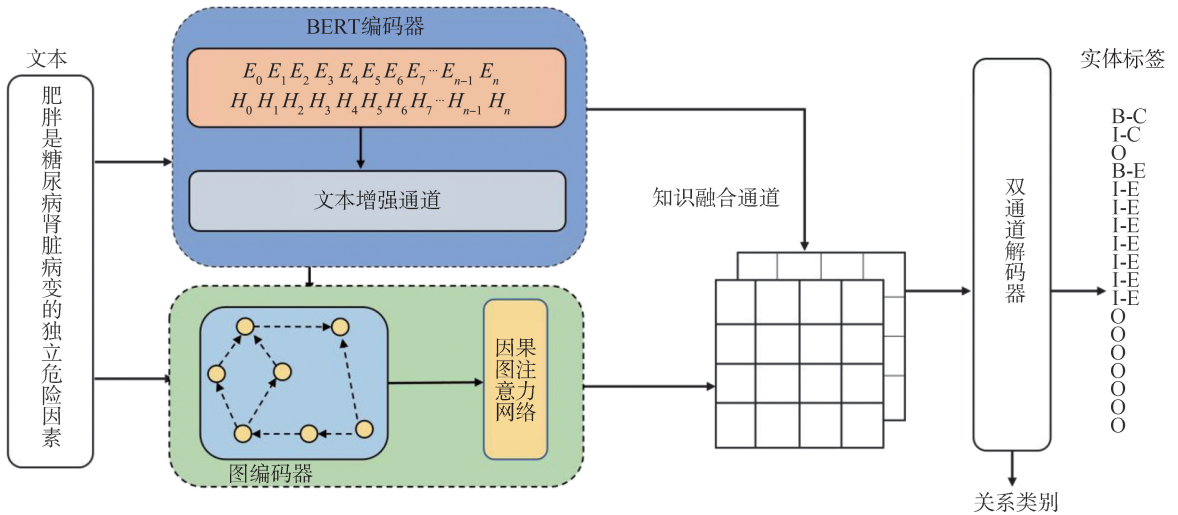 文本
肥胖是糖尿病肾脏病变的独立危险因素
BERT编码器
E0 E1 E2 E3 E4 E5 E6 E7 ··· En-1 En
H0 H1 H2 H3 H4 H5 H6 H7 ··· Hn-1 Hn
文本增强通道
因果图注意力网络
图编码器
知识融合通道
双通道解码器
关系类别
实体标签
B-C
I-C
O
B-E
I-E
I-E
I-E
I-E
I-E
I-E
I-E
O
O
O
O
O
O
O